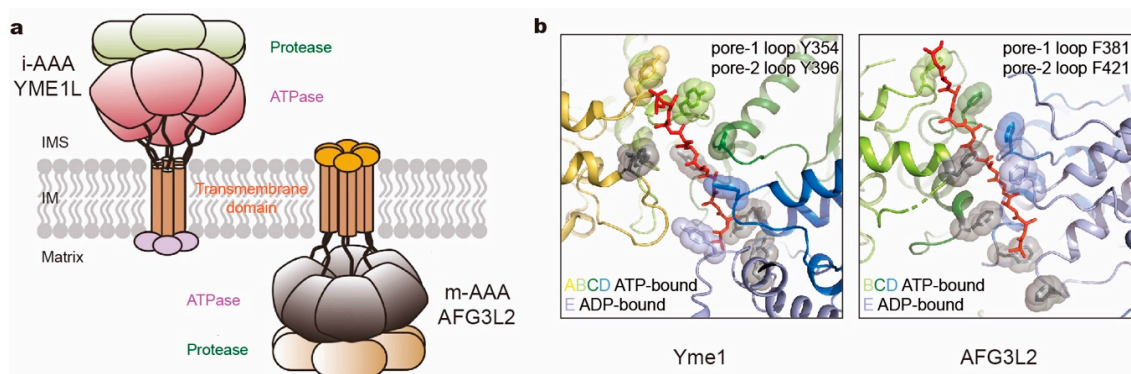 a
Protease
i-AAA
YME1L
ATPase
IMS
IM
Transmembrane
domain
Matrix
ATPase
m-AAA
AFG3L2
Protease
b
pore-1 loop Y354
pore-2 loop Y396
ABCD ATP-bound
E ADP-bound
Yme1
pore-1 loop F381
pore-2 loop F421
BCD ATP-bound
E ADP-bound
AFG3L2